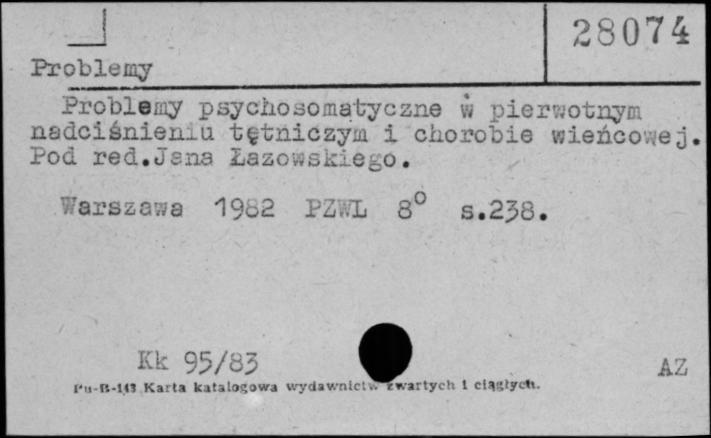 28074
Problemy
Problemy psychosomatyczne w pierwotnym
nadciśnieniu tętniczym i chorobie wieńcowej.
Pod red.Jana Łazowskiego.
Warszawa 1982 PZWL 8° s.238.
Kk 95/83
AZ
Pu-B-143 Karta katalogowa wydawnictw zwartych i ciągłych.